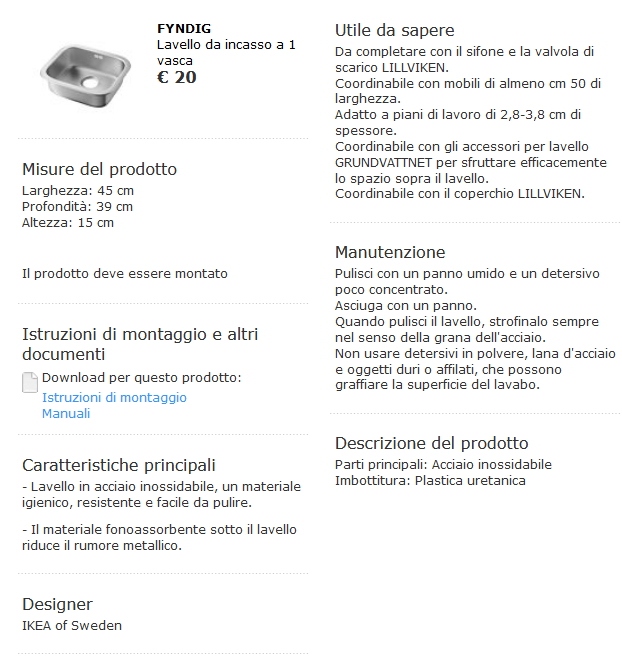 FYNDIG
Lavello da incasso a 1
vasca
€ 20
Misure del prodotto
Larghezza: 45 cm
Profondità: 39 cm
Altezza: 15 cm
Il prodotto deve essere montato
Istruzioni di montaggio e altri
documenti
Download per questo prodotto:
Istruzioni di montaggio
Manuali
Caratteristiche principali
- Lavello in acciaio inossidabile, un materiale
igienico, resistente e facile da pulire.
- Il materiale fonoassorbente sotto il lavello
riduce il rumore metallico.
Designer
IKEA of Sweden
Utile da sapere
Da completare con il sifone e la valvola di
scarico LILLVIKEN.
Coordinabile con mobili di almeno cm 50 di
larghezza.
Adatto a piani di lavoro di 2,8-3,8 cm di
spessore.
Coordinabile con gli accessori per lavello
GRUNDVATTNET per sfruttare efficacemente
lo spazio sopra il lavello.
Coordinabile con il coperchio LILLVIKEN.
Manutenzione
Pulisci con un panno umido e un detersivo
poco concentrato.
Asciuga con un panno.
Quando pulisci il lavello, strofinalo sempre
nel senso della grana dell'acciaio.
Non usare detersivi in polvere, lana d'acciaio
e oggetti duri o affilati, che possono
graffiare la superficie del lavabo.
Descrizione del prodotto
Parti principali: Acciaio inossidabile
Imbottitura: Plastica uretanica